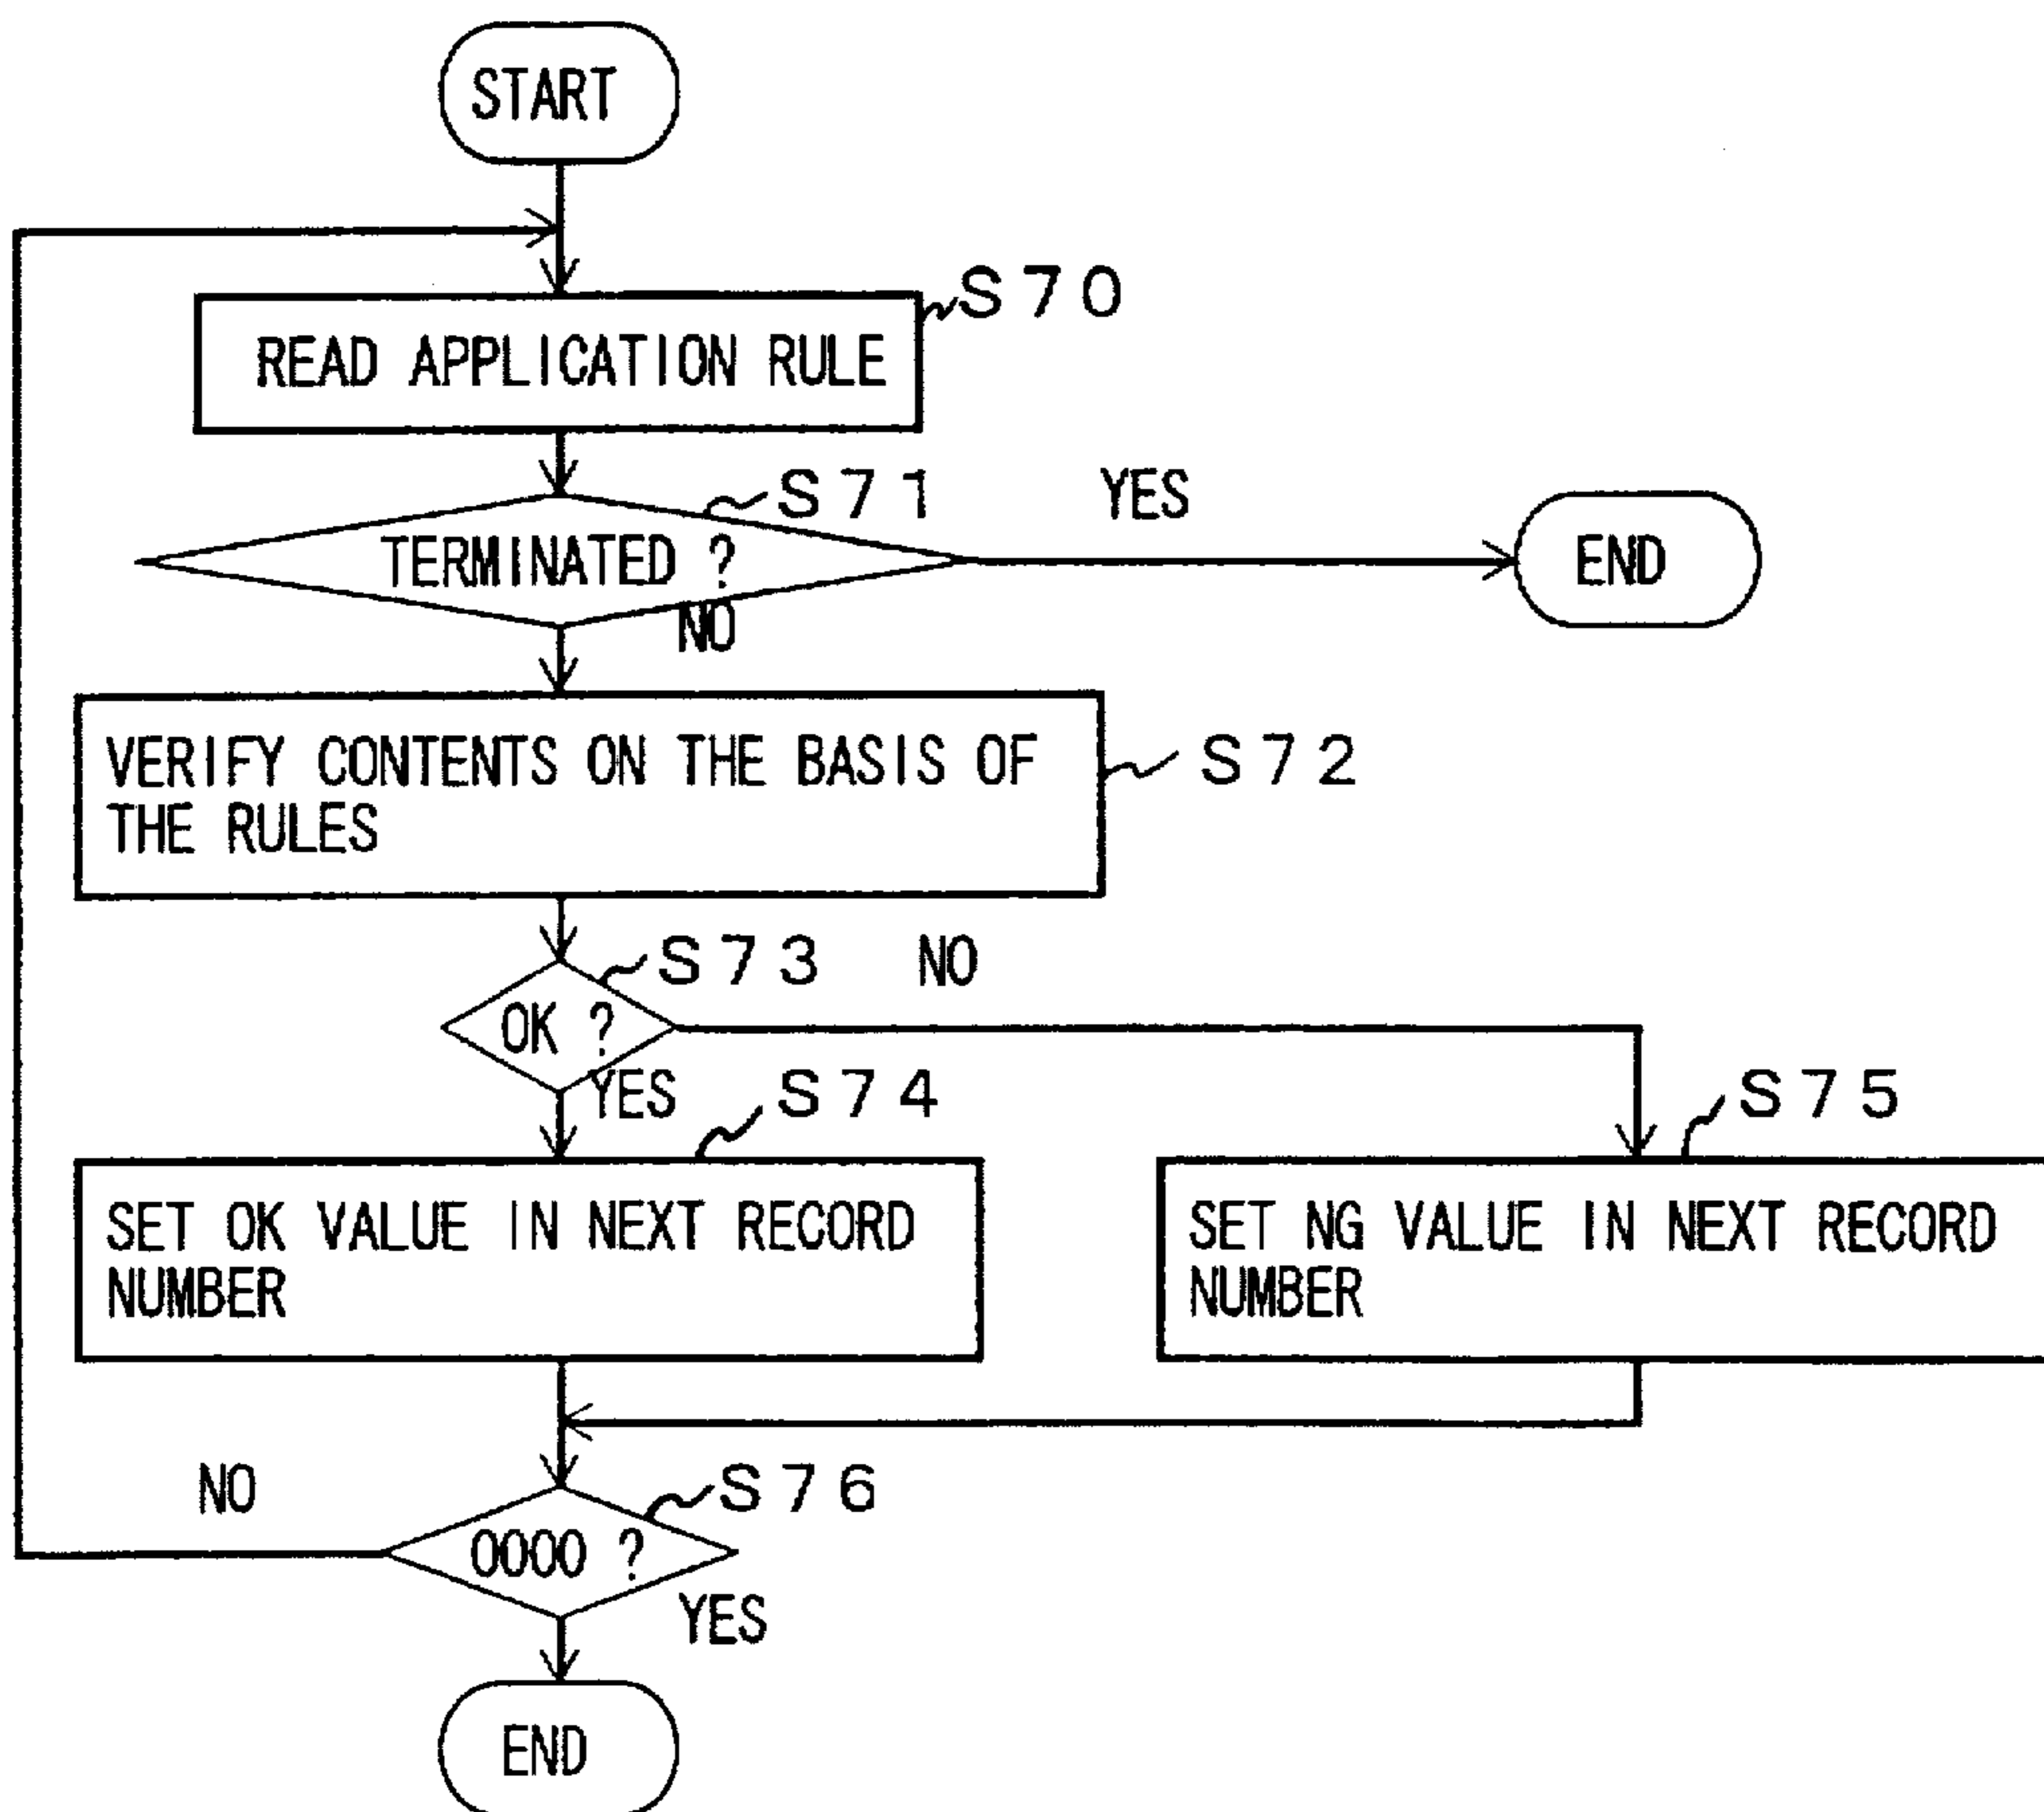 START
S70
READ APPLICATION RULE
S71
YES
TERMINATED ?
END
NO
VERIFY CONTENTS ON THE BASIS OF
THE RULES
S72
S73
NO
OK ?
YES
S74
S75
SET OK VALUE IN NEXT RECORD
NUMBER
SET NG VALUE IN NEXT RECORD
NUMBER
NO
S76
0000 ?
YES
END